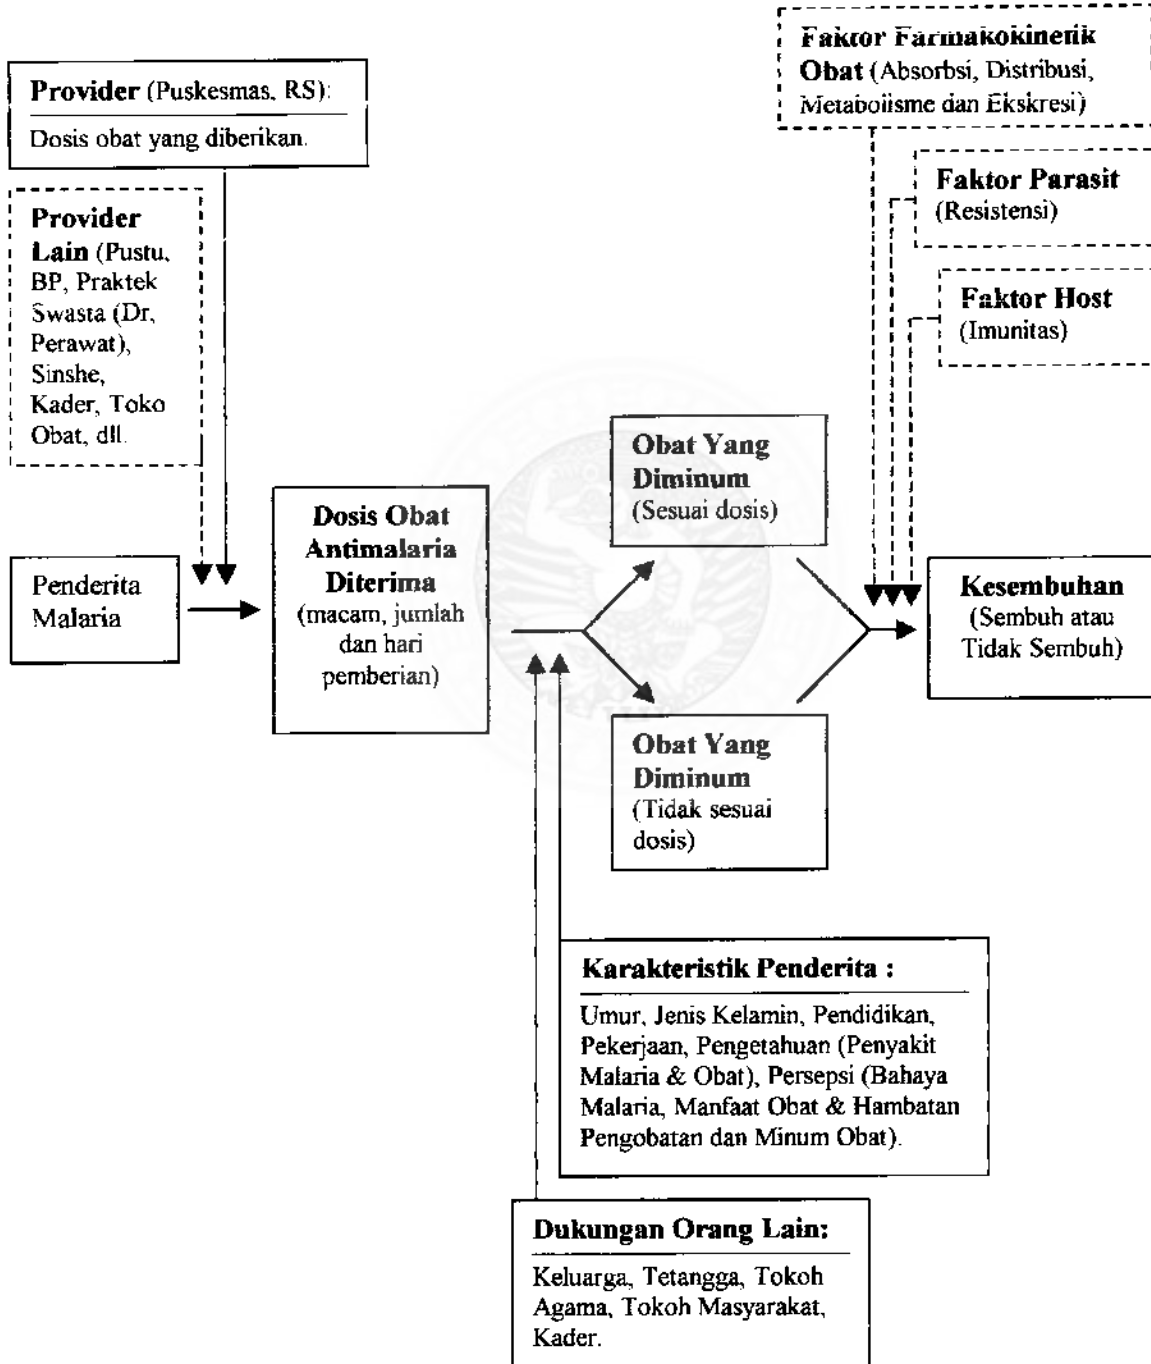 Faktor Farmakokinetik
Obat (Absorbsi, Distribusi,
Metabolisme dan Ekskresi)
Provider (Puskesmas, RS):
Dosis obat yang diberikan.
Faktor Parasit
(Resistensi)
Provider
Lain (Pustu,
BP, Praktek
Swasta (Dr,
Perawat),
Sinshe,
Kader, Toko
Obat, dll.
Faktor Host
(Imunitas)
Obat Yang
Diminum
(Sesuai dosis)
Dosis Obat
Antimalaria
Diterima
(macam, jumlah
dan hari
pemberian)
Penderita
Malaria
Kesembuhan
(Sembuh atau
Tidak Sembuh)
Obat Yang
Diminum
(Tidak sesuai
dosis)
Karakteristik Penderita :
Umur, Jenis Kelamin, Pendidikan,
Pekerjaan, Pengetahuan (Penyakit
Malaria & Obat), Persepsi (Bahaya
Malaria, Manfaat Obat & Hambatan
Pengobatan dan Minum Obat).
Dukungan Orang Lain:
Keluarga, Tetangga, Tokoh
Agama, Tokoh Masyarakat,
Kader.